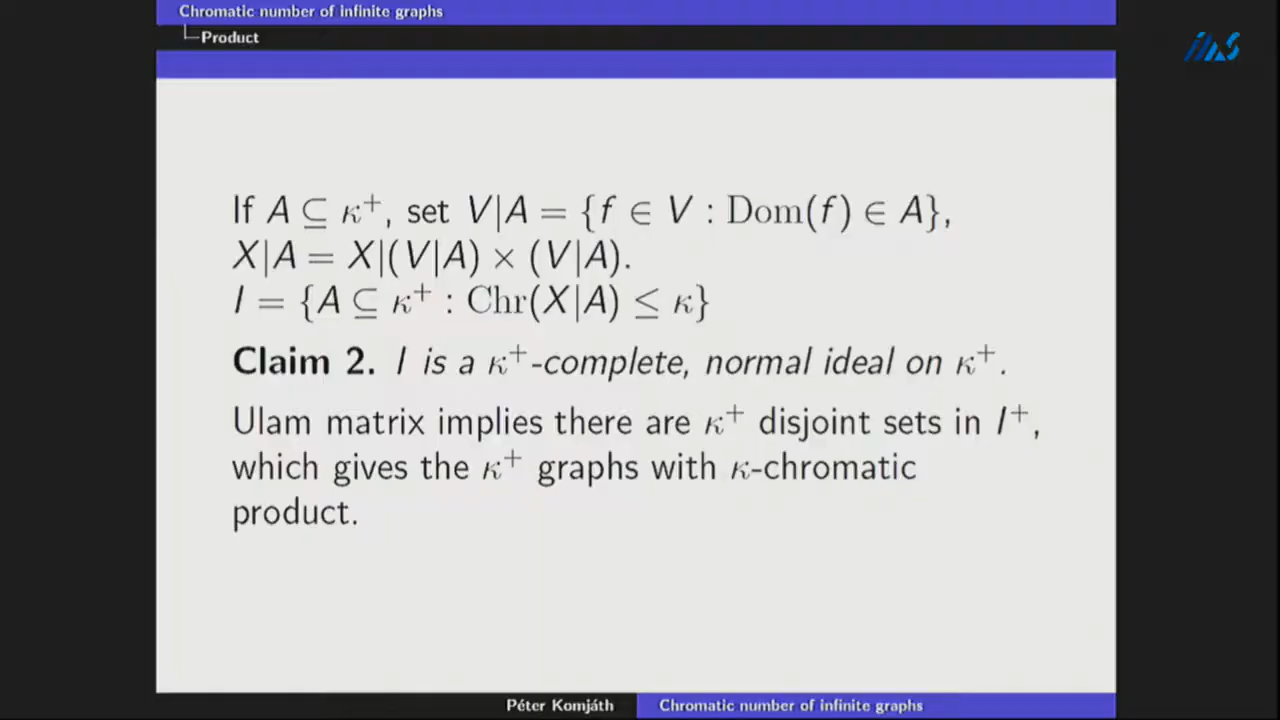 Chromatic number of infinite graphs
Product
If A ⊆ κ⁺, set V|A = {f ∈ V : Dom(f) ∈ A},
X|A = X|(V|A) × (V|A).
I = {A ⊆ κ⁺ : Chr(X|A) ≤ κ}
Claim 2. I is a κ⁺-complete, normal ideal on κ⁺.
Ulam matrix implies there are κ⁺ disjoint sets in I⁺,
which gives the κ⁺ graphs with κ-chromatic
product.
Péter Komjáth
Chromatic number of infinite graphs